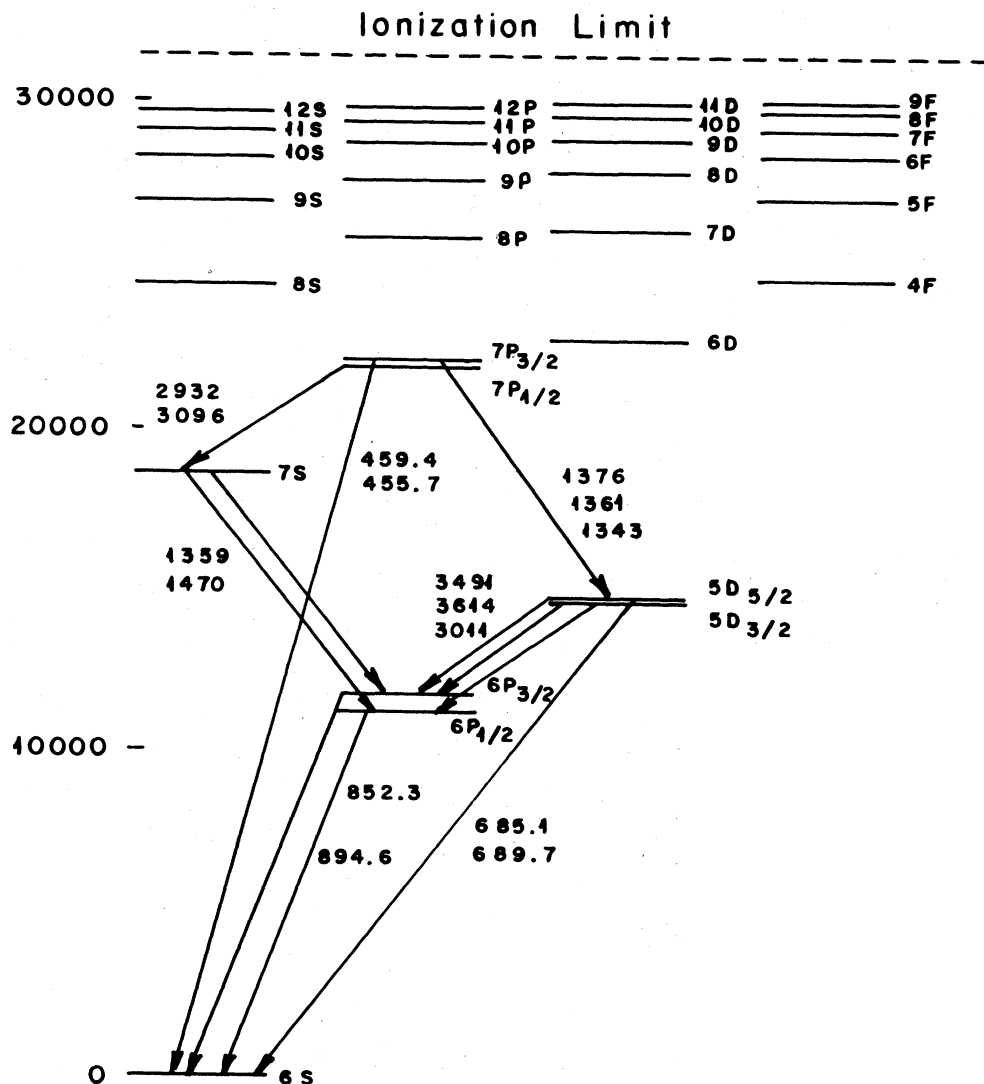 Ionization Limit
30000
12S
12P
11D
9F
11S
11P
10D
8F
10S
10P
9D
7F
6F
9S
9P
8D
5F
8P
7D
8S
4F
6D
7P3/2
7P1/2
2932
3096
20000
7S
459.4
455.7
1376
1361
1343
1359
1470
3491
3614
3011
5D5/2
5D3/2
6P3/2
6P1/2
10000
852.3
894.6
685.1
689.7
0
6S